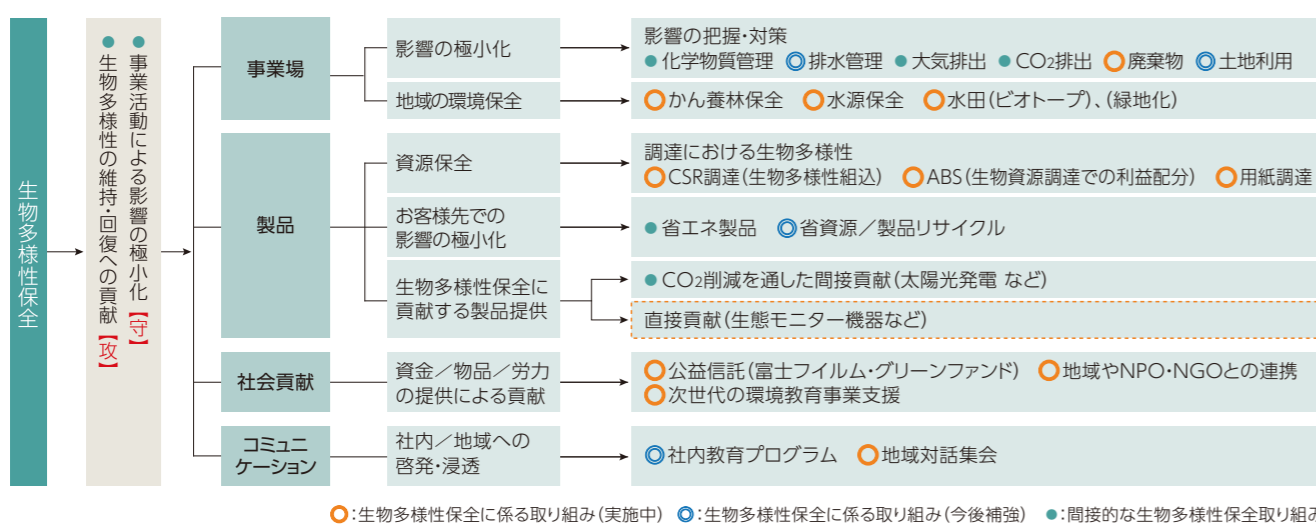 生物多様性保全
● 事業活動による影響の極小化【守】
● 生物多様性の維持・回復への貢献【攻】
事業場
影響の極小化
影響の把握・対策
● 化学物質管理 ◎排水管理 ● 大気排出 ● CO2排出 ○廃棄物 ◎土地利用
地域の環境保全
○かん養林保全 ○水源保全 ○水田（ビオトープ）、（緑地化）
製品
資源保全
調達における生物多様性
○CSR調達（生物多様性組込） ○ABS（生物資源調達での利益配分） ○用紙調達
お客様先での
影響の極小化
● 省エネ製品 ◎省資源／製品リサイクル
生物多様性保全に
貢献する製品提供
● CO2削減を通した間接貢献（太陽光発電 など）
直接貢献（生態モニター機器など）
社会貢献
資金／物品／労力
の提供による貢献
○公益信託（富士フイルム・グリーンファンド） ○地域やNPO・NGOとの連携
○次世代の環境教育事業支援
コミュニ
ケーション
社内／地域への
啓発・浸透
◎社内教育プログラム ○地域対話集会
○：生物多様性保全に係る取り組み（実施中） ◎：生物多様性保全に係る取り組み（今後補強） ●：間接的な生物多様性保全取り組